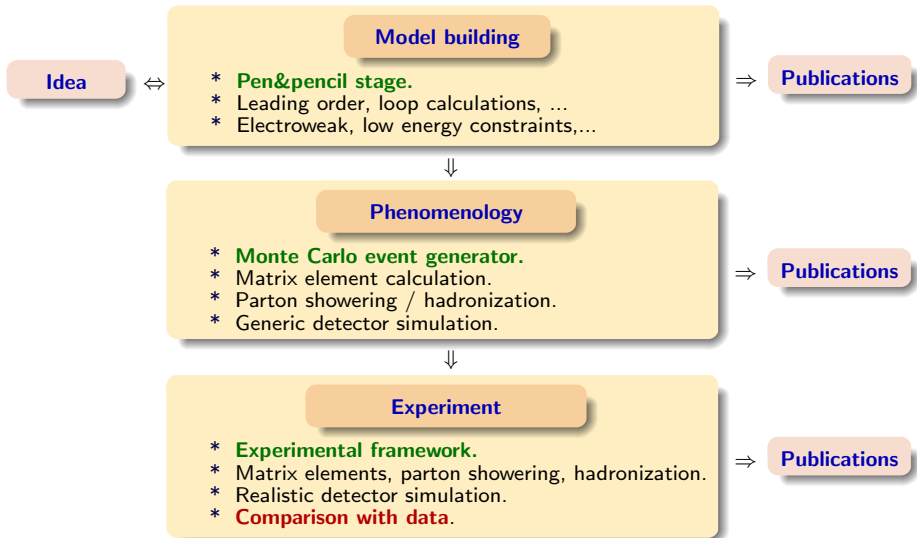 Model building
Idea ⇔
* Pen&pencil stage.
* Leading order, loop calculations, ...
* Electroweak, low energy constraints,...
⇒ Publications
⇓
Phenomenology
* Monte Carlo event generator.
* Matrix element calculation.
* Parton showering / hadronization.
* Generic detector simulation.
⇒ Publications
⇓
Experiment
* Experimental framework.
* Matrix elements, parton showering, hadronization.
* Realistic detector simulation.
* Comparison with data.
⇒ Publications